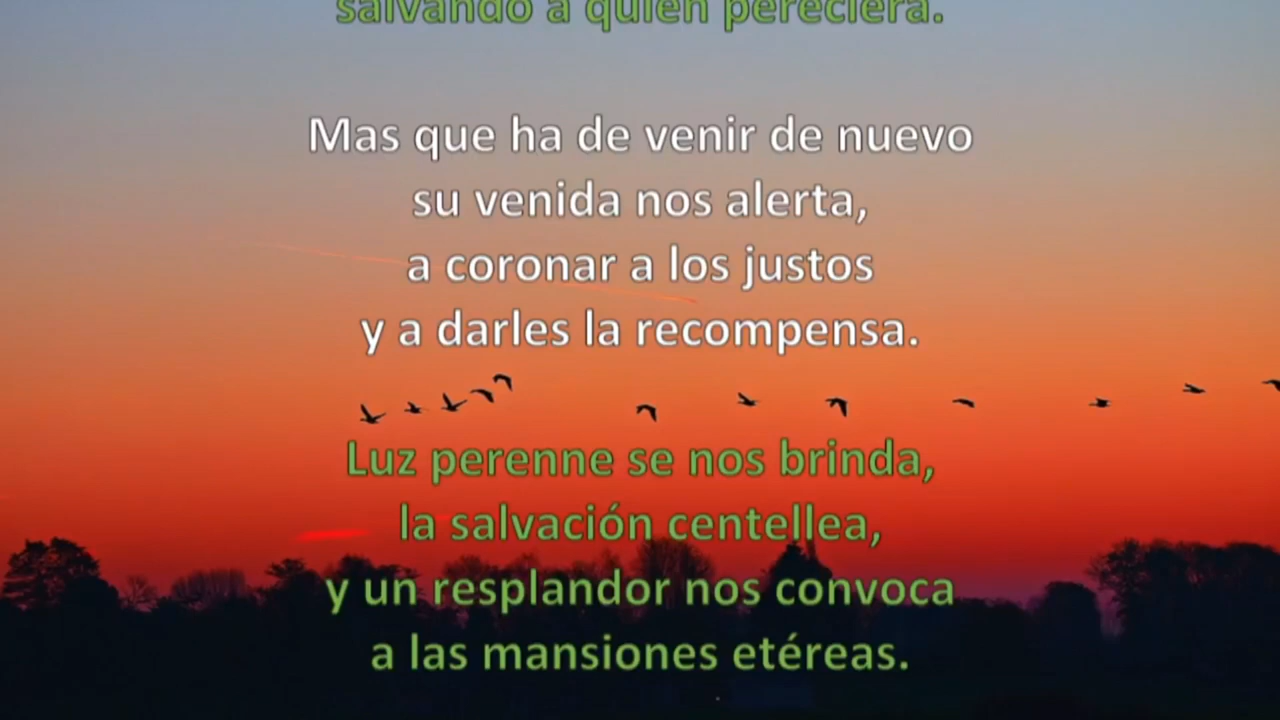 salvando a quien pereciera.
Mas que ha de venir de nuevo
su venida nos alerta,
a coronar a los justos
y a darles la recompensa.
Luz perenne se nos brinda,
la salvación centellea,
y un resplandor nos convoca
a las mansiones etéreas.